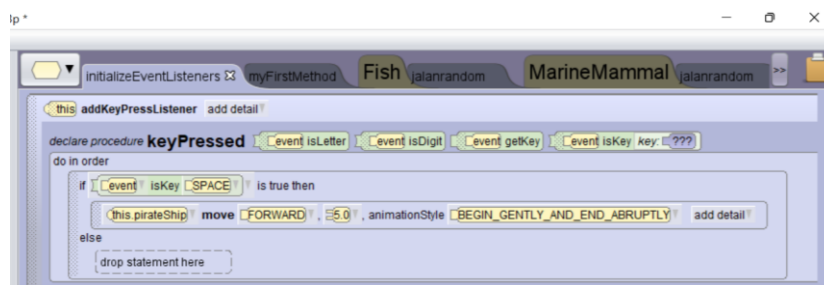 3p *
initializeEventListeners myFirstMethod Fish jalanrandom MarineMammal jalanrandom >>
this addKeyPressListener add detail
declare procedure keyPressed event isLetter event isDigit event getKey event isKey key: ???
do in order
if event isKey SPACE is true then
this.pirateShip move FORWARD , 5.0 , animationStyle BEGIN_GENTLY_AND_END_ABRUPTLY add detail
else
drop statement here